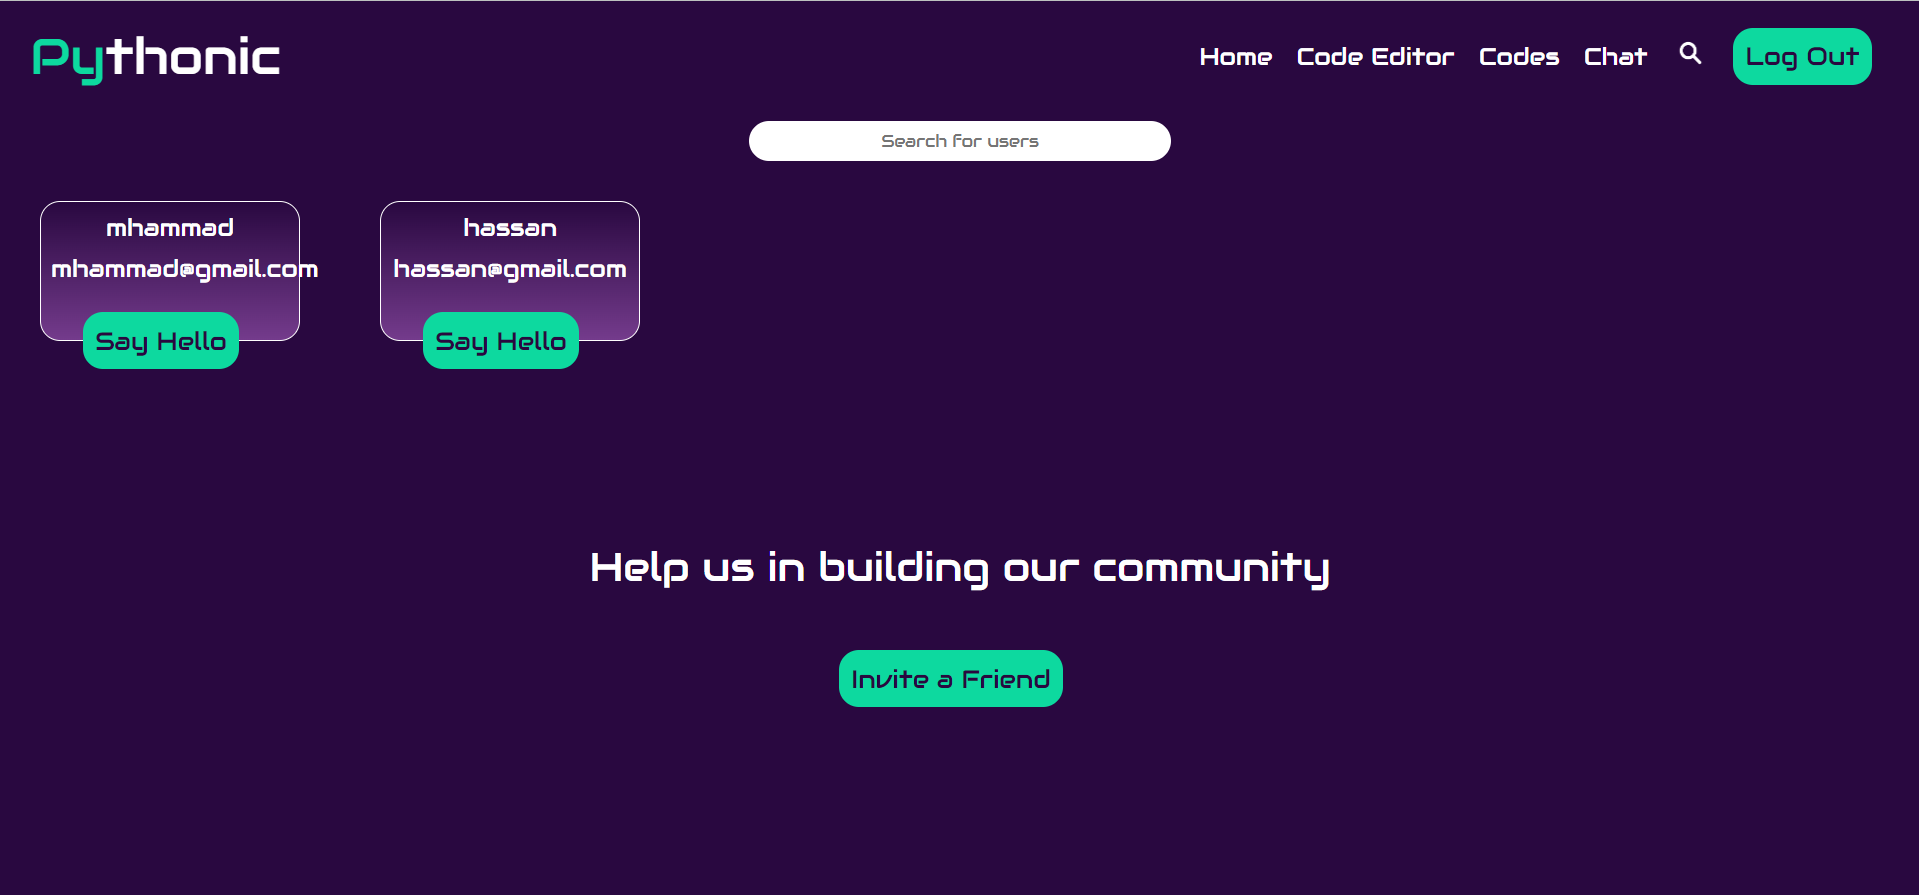 Pythonic
Home Code Editor Codes Chat Log Out
Search for users
mhammad
mhammad@gmail.com
Say Hello
hassan
hassan@gmail.com
Say Hello
Help us in building our community
Invite a Friend